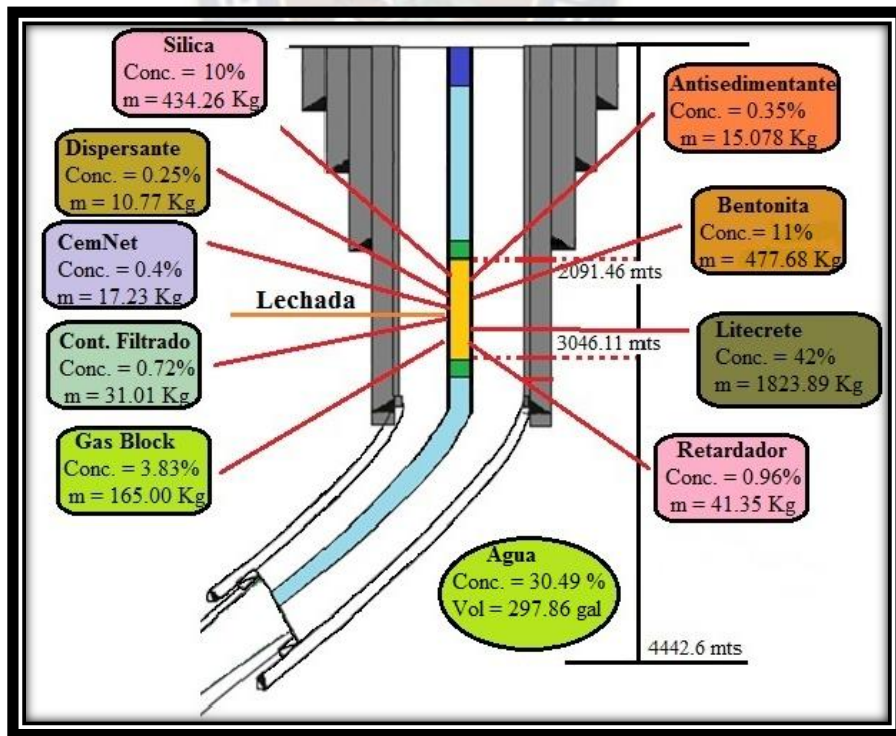 Silica
Conc. = 10%
m = 434.26 Kg
Dispersante
Conc. = 0.25%
m = 10.77 Kg
CemNet
Conc. = 0.4%
m = 17.23 Kg
Cont. Filtrado
Conc. = 0.72%
m = 31.01 Kg
Gas Block
Conc. = 3.83%
m = 165.00 Kg
Lechada
Antisedimentante
Conc. = 0.35%
m = 15.078 Kg
Bentonita
Conc.= 11%
m = 477.68 Kg
2091.46 mts
3046.11 mts
Litecrete
Conc. = 42%
m = 1823.89 Kg
Retardador
Conc. = 0.96%
m = 41.35 Kg
Agua
Conc. = 30.49 %
Vol = 297.86 gal
4442.6 mts